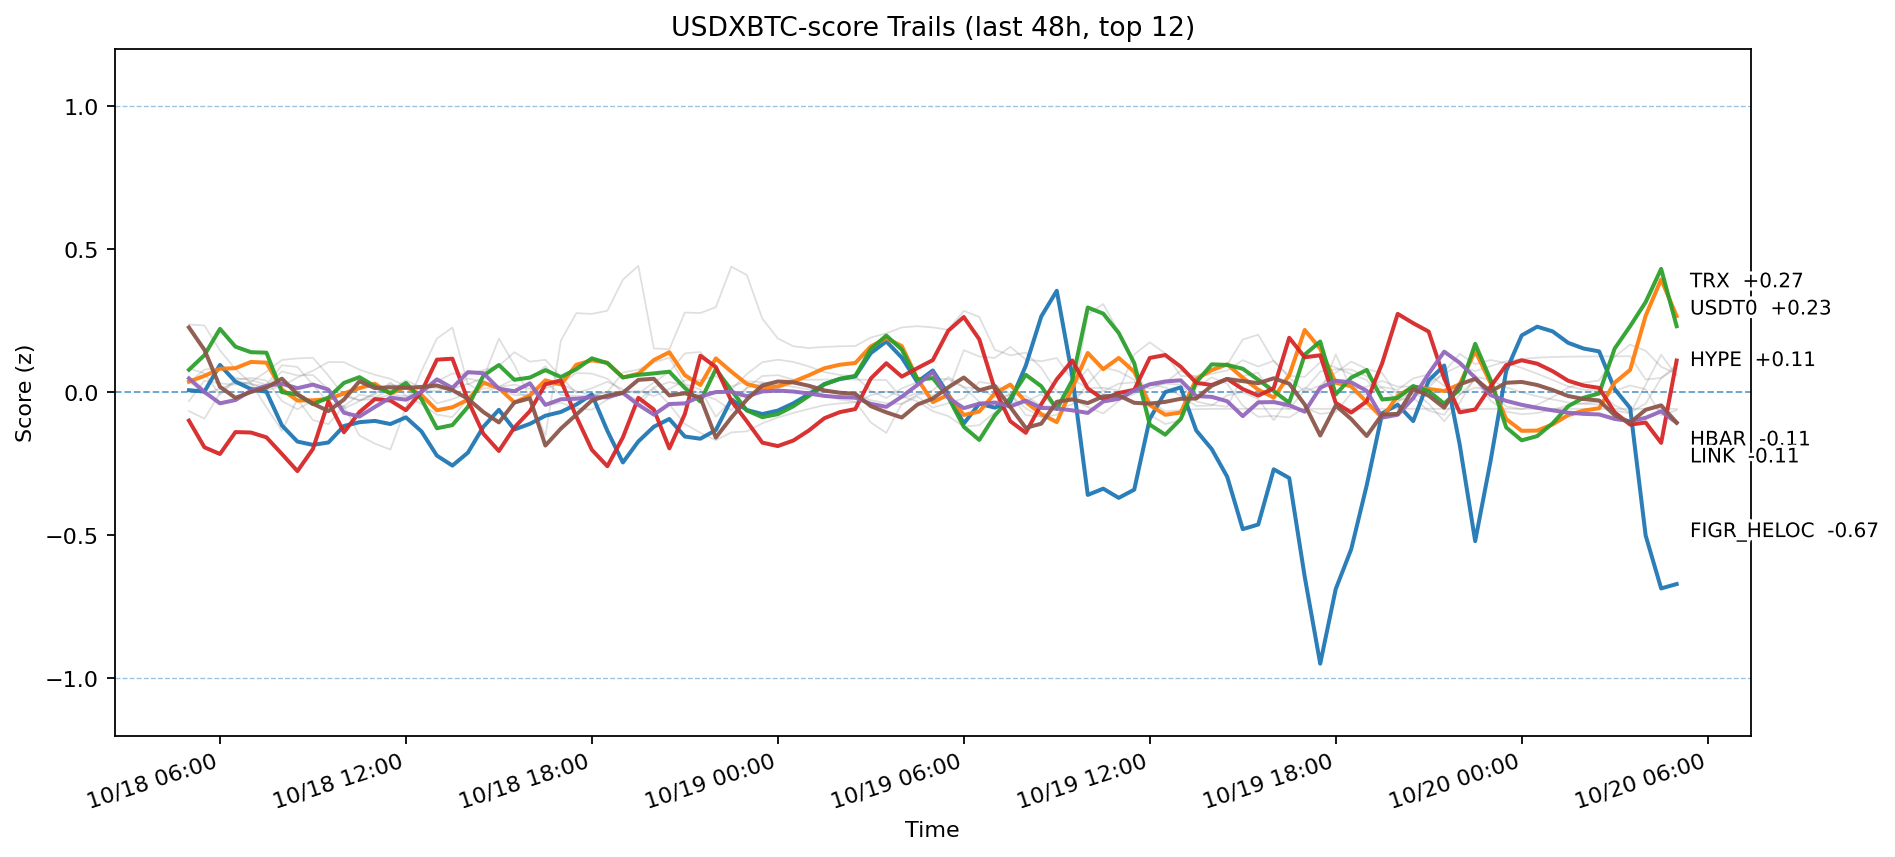 USDXBTC-score Trails (last 48h, top 12)
Score (z)
1.0
0.5
0.0
−0.5
−1.0
TRX +0.27
USDT0 +0.23
HYPE +0.11
HBAR -0.11
LINK -0.11
FIGR_HELOC -0.67
10/18 06:00
10/18 12:00
10/18 18:00
10/19 00:00
10/19 06:00
10/19 12:00
10/19 18:00
10/20 00:00
10/20 06:00
Time